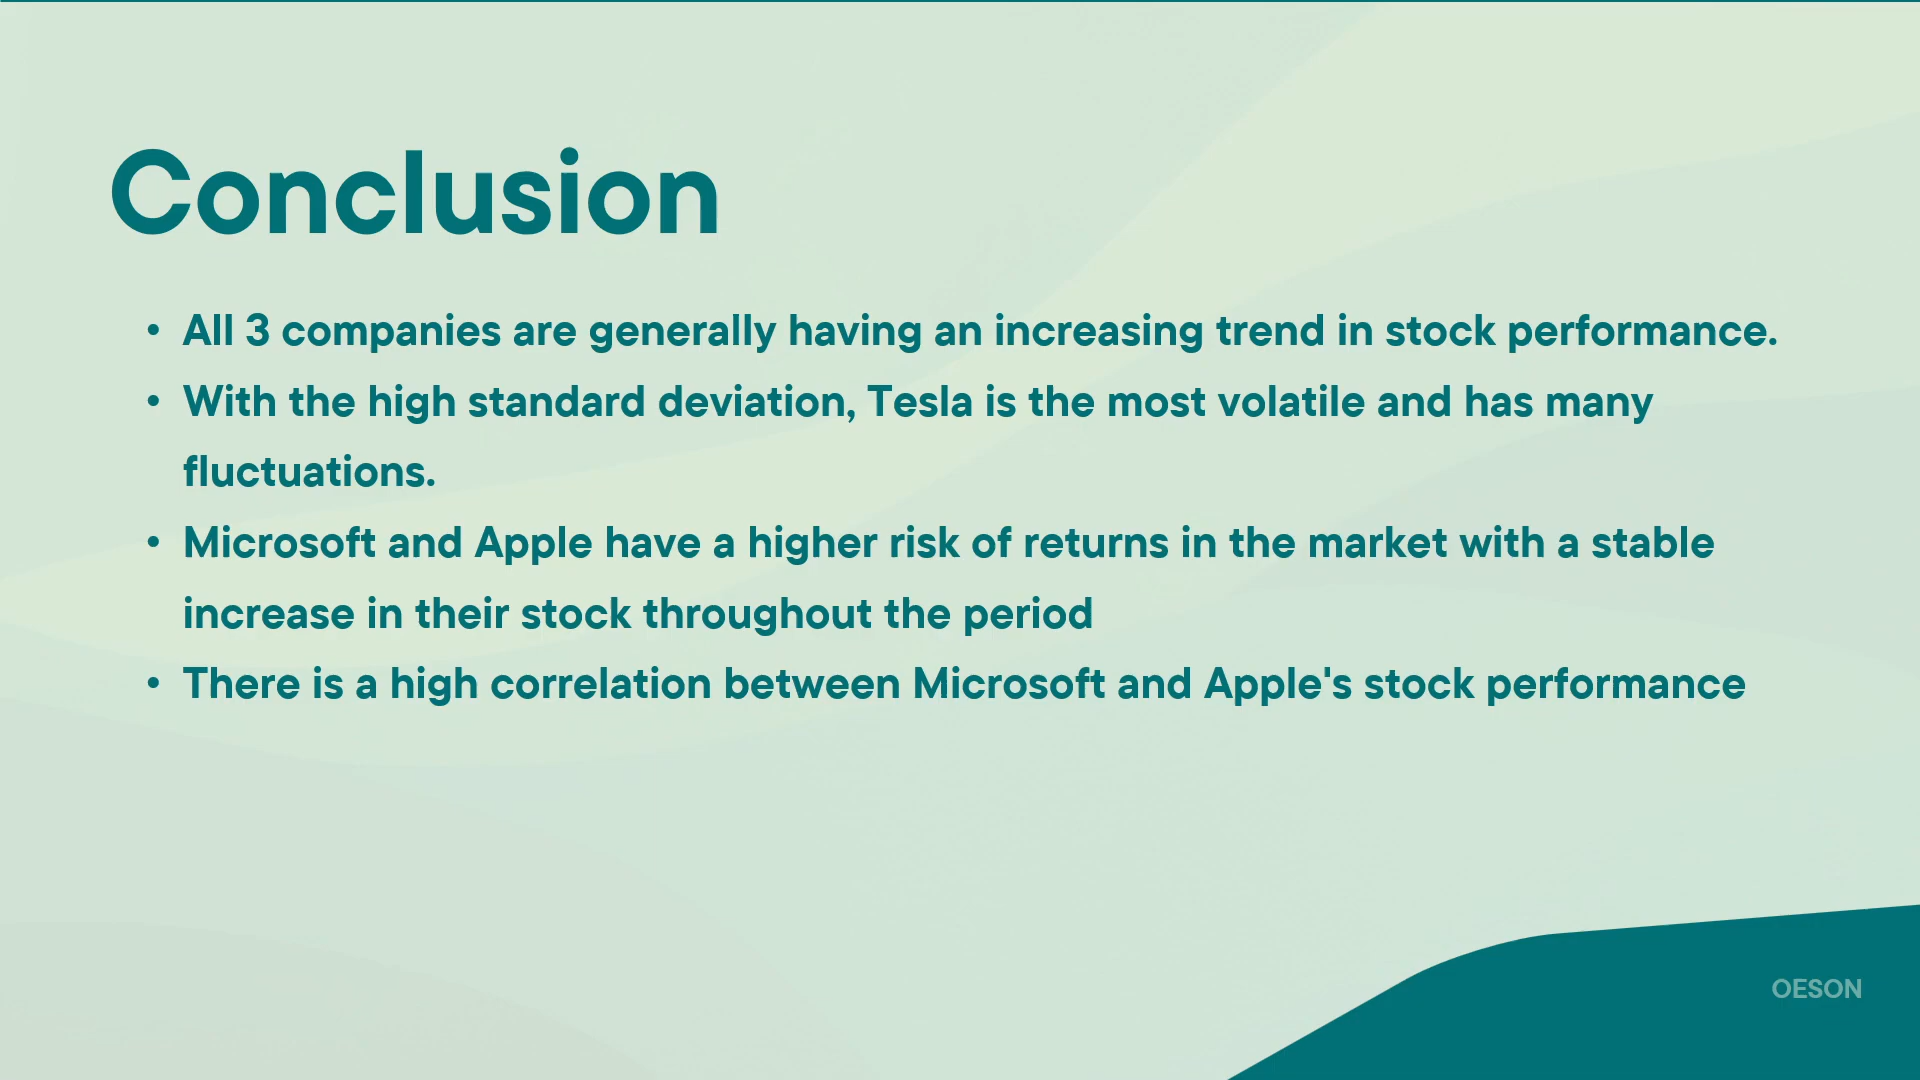 Conclusion
• All 3 companies are generally having an increasing trend in stock performance.
• With the high standard deviation, Tesla is the most volatile and has many
fluctuations.
• Microsoft and Apple have a higher risk of returns in the market with a stable
increase in their stock throughout the period
• There is a high correlation between Microsoft and Apple's stock performance
OESON